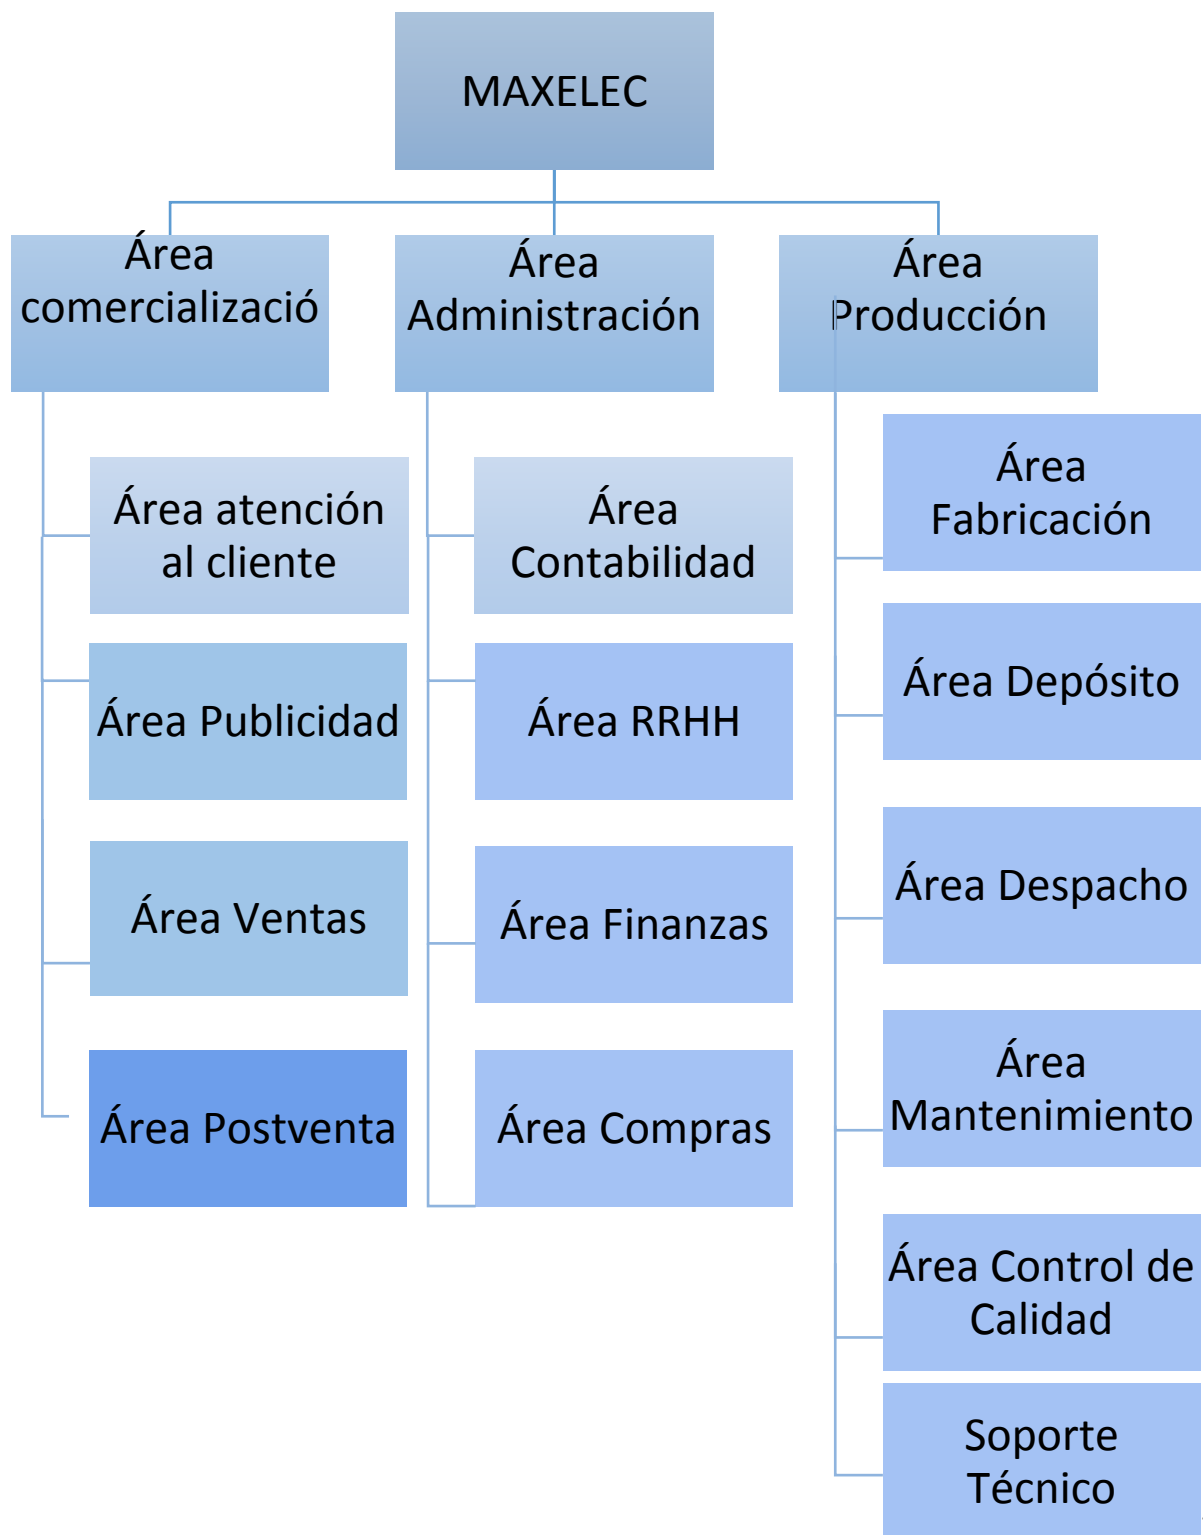 MAXELEC
Área
comercializació
Área
Administración
Área
Producción
Área atención
al cliente
Área Publicidad
Área Ventas
Área Postventa
Área
Contabilidad
Área RRHH
Área Finanzas
Área Compras
Área
Fabricación
Área Depósito
Área Despacho
Área
Mantenimiento
Área Control de
Calidad
Soporte
Técnico